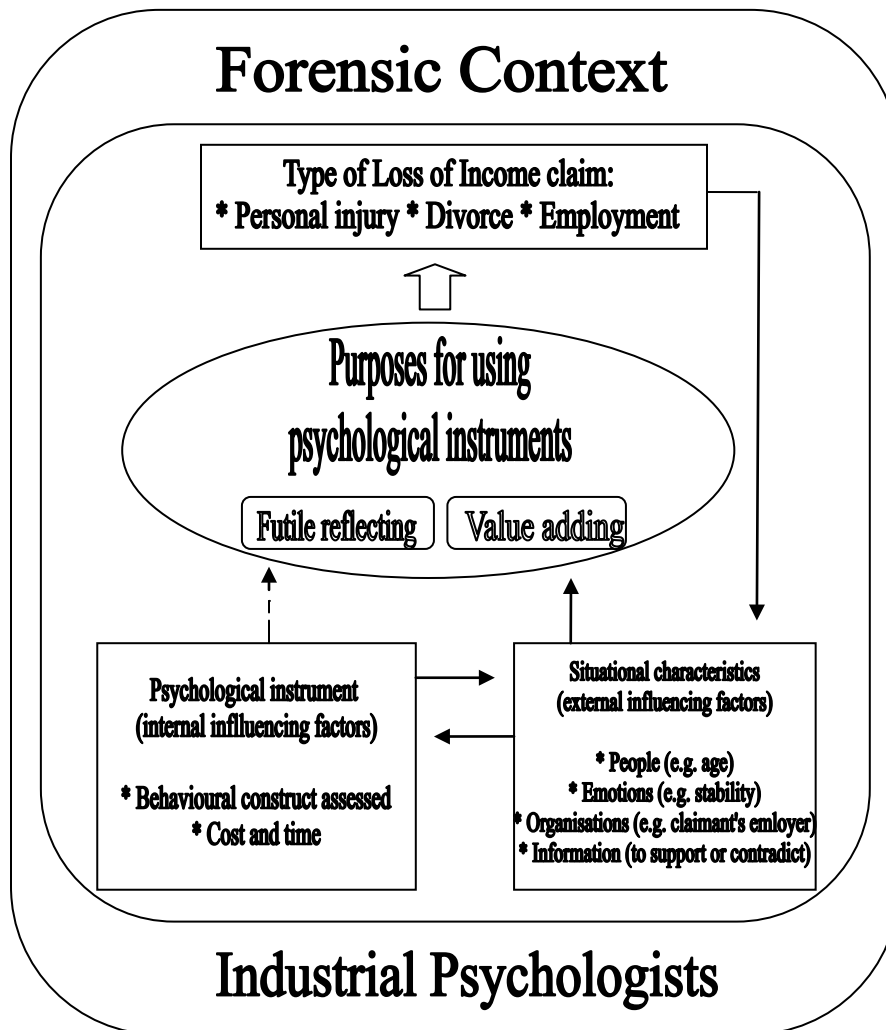 Forensic Context
Type of Loss of Income claim:
* Personal injury * Divorce * Employment
Purposes for using
psychological instruments
Futile reflecting
Value adding
Psychological instrument
(internal inflluencing factors)
* Behavioural construct assessed
* Cost and time
Situational characteristics
(external influencing factors)
* People (e.g. age)
* Emotions (e.g. stability)
* Organisations (e.g. claimant's emloyer)
* Information (to support or contradict)
Industrial Psychologists